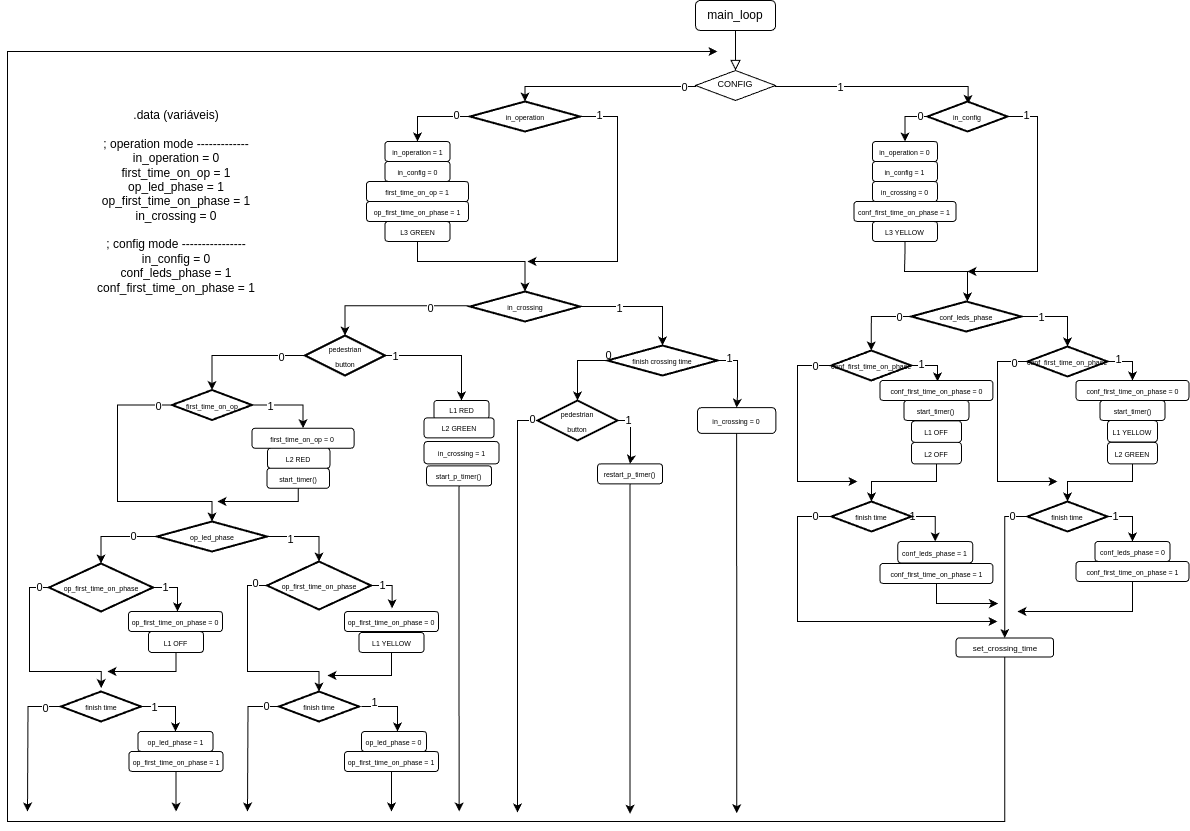 main_loop
CONFIG
0
1
.data (variáveis)
; operation mode -------------
in_operation = 0
first_time_on_op = 1
op_led_phase = 1
op_first_time_on_phase = 1
in_crossing = 0
; config mode ---------------
in_config = 0
conf_leds_phase = 1
conf_first_time_on_phase = 1
in_operation
0
1
in_operation = 1
in_config = 0
first_time_on_op = 1
op_first_time_on_phase = 1
L3 GREEN
in_config
0
1
in_operation = 0
in_config = 1
in_crossing = 0
conf_first_time_on_phase = 1
L3 YELLOW
in_crossing
0
1
pedestrian
button
0
1
first_time_on_op
0
1
first_time_on_op = 0
L2 RED
start_timer()
L1 RED
L2 GREEN
in_crossing = 1
start_p_timer()
finish crossing time
0
1
pedestrian
button
0
1
restart_p_timer()
in_crossing = 0
op_led_phase
0
1
op_first_time_on_phase
0
1
op_first_time_on_phase = 0
L1 OFF
finish time
0
1
op_led_phase = 1
op_first_time_on_phase = 1
op_first_time_on_phase
0
1
op_first_time_on_phase = 0
L1 YELLOW
finish time
0
1
op_led_phase = 0
op_first_time_on_phase = 1
conf_leds_phase
0
1
conf_first_time_on_phase
0
1
conf_first_time_on_phase = 0
start_timer()
L1 OFF
L2 OFF
finish time
0
1
conf_leds_phase = 1
conf_first_time_on_phase = 1
conf_first_time_on_phase
0
1
conf_first_time_on_phase = 0
start_timer()
L1 YELLOW
L2 GREEN
finish time
0
1
conf_leds_phase = 0
conf_first_time_on_phase = 1
set_crossing_time